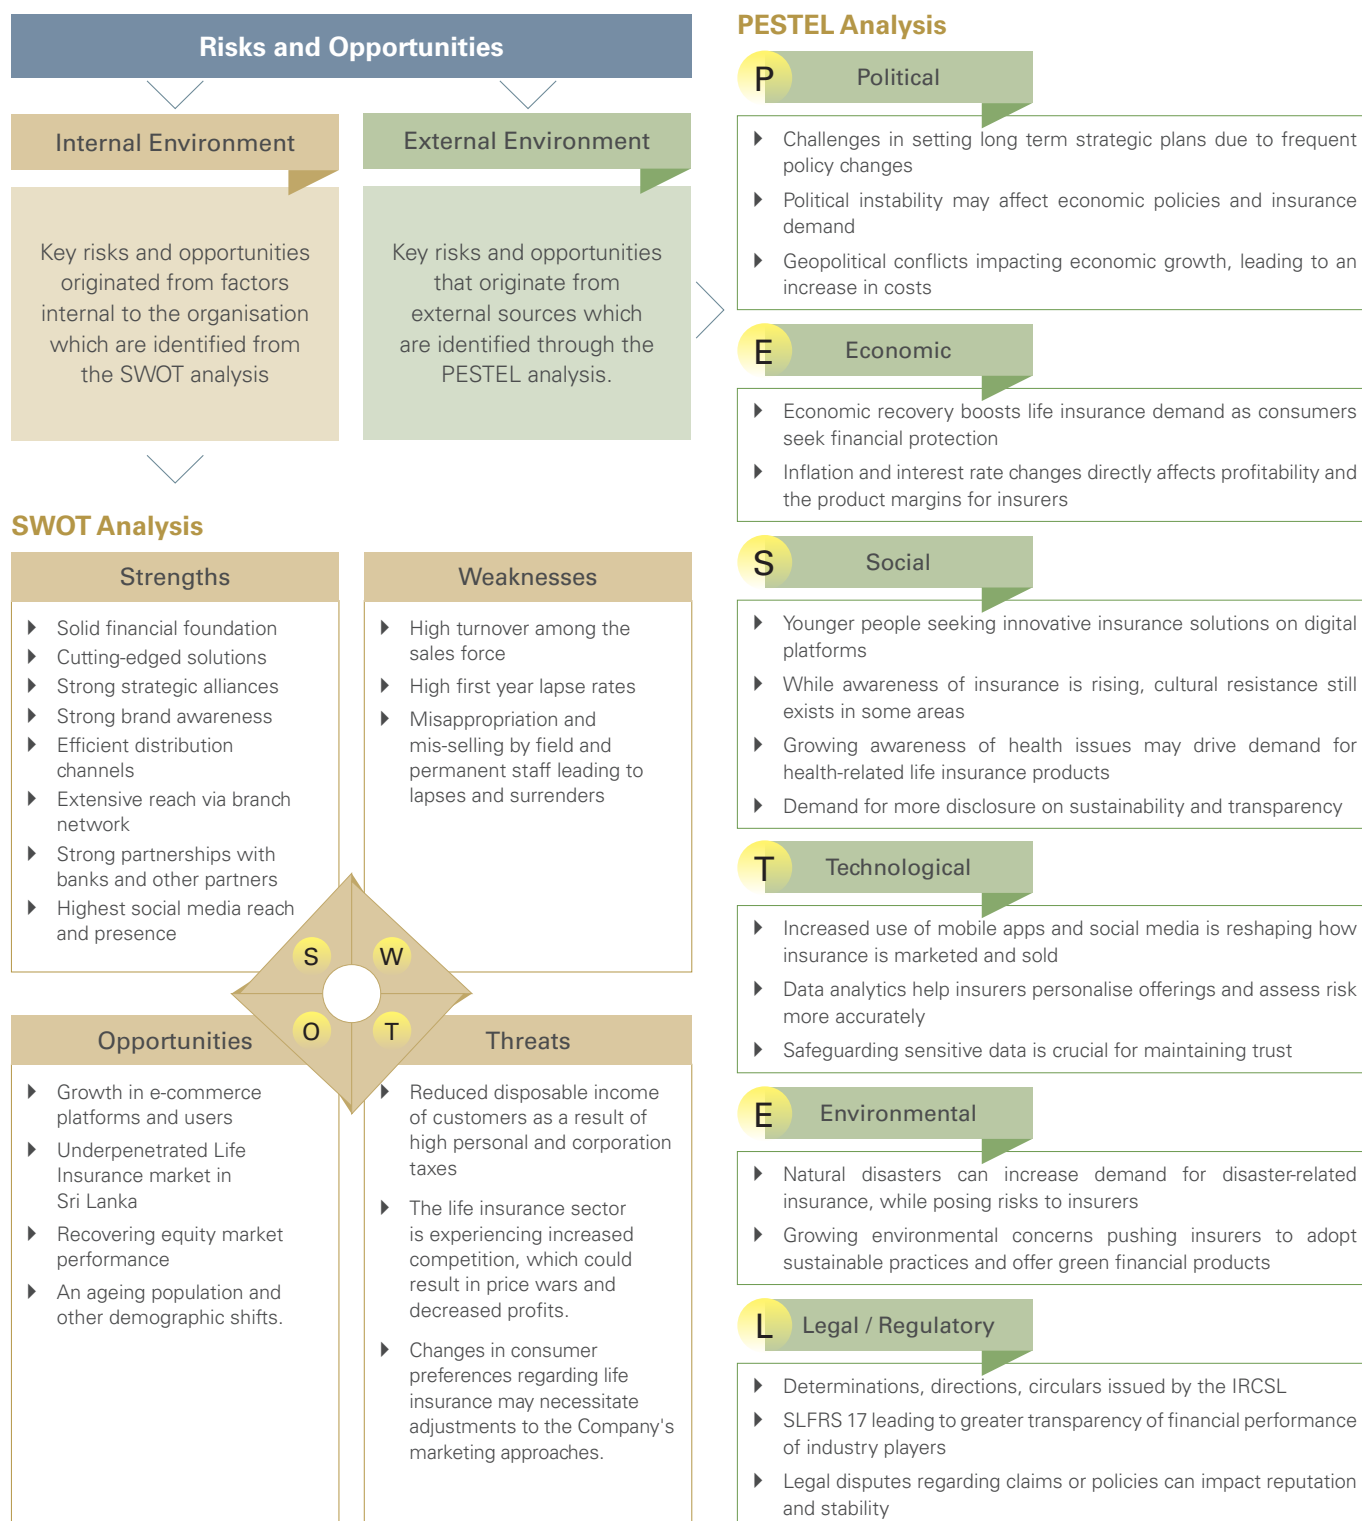 Risks and Opportunities
Internal Environment
Key risks and opportunities
originated from factors
internal to the organisation
which are identified from
the SWOT analysis
External Environment
Key risks and opportunities
that originate from
external sources which
are identified through the
PESTEL analysis.
SWOT Analysis
Strengths
Solid financial foundation
Cutting-edged solutions
Strong strategic alliances
Strong brand awareness
Efficient distribution
channels
Extensive reach via branch
network
Strong partnerships with
banks and other partners
Highest social media reach
and presence
Weaknesses
High turnover among the
sales force
High first year lapse rates
Misappropriation and
mis-selling by field and
permanent staff leading to
lapses and surrenders
S
W
O
T
Opportunities
Growth in e-commerce
platforms and users
Underpenetrated Life
Insurance market in
Sri Lanka
Recovering equity market
performance
An ageing population and
other demographic shifts.
Threats
Reduced disposable income
of customers as a result of
high personal and corporation
taxes
The life insurance sector
is experiencing increased
competition, which could
result in price wars and
decreased profits.
Changes in consumer
preferences regarding life
insurance may necessitate
adjustments to the Company's
marketing approaches.
PESTEL Analysis
P Political
Challenges in setting long term strategic plans due to frequent
policy changes
Political instability may affect economic policies and insurance
demand
Geopolitical conflicts impacting economic growth, leading to an
increase in costs
E Economic
Economic recovery boosts life insurance demand as consumers
seek financial protection
Inflation and interest rate changes directly affects profitability and
the product margins for insurers
S Social
Younger people seeking innovative insurance solutions on digital
platforms
While awareness of insurance is rising, cultural resistance still
exists in some areas
Growing awareness of health issues may drive demand for
health-related life insurance products
Demand for more disclosure on sustainability and transparency
T Technological
Increased use of mobile apps and social media is reshaping how
insurance is marketed and sold
Data analytics help insurers personalise offerings and assess risk
more accurately
Safeguarding sensitive data is crucial for maintaining trust
E Environmental
Natural disasters can increase demand for disaster-related
insurance, while posing risks to insurers
Growing environmental concerns pushing insurers to adopt
sustainable practices and offer green financial products
L Legal / Regulatory
Determinations, directions, circulars issued by the IRCSL
SLFRS 17 leading to greater transparency of financial performance
of industry players
Legal disputes regarding claims or policies can impact reputation
and stability